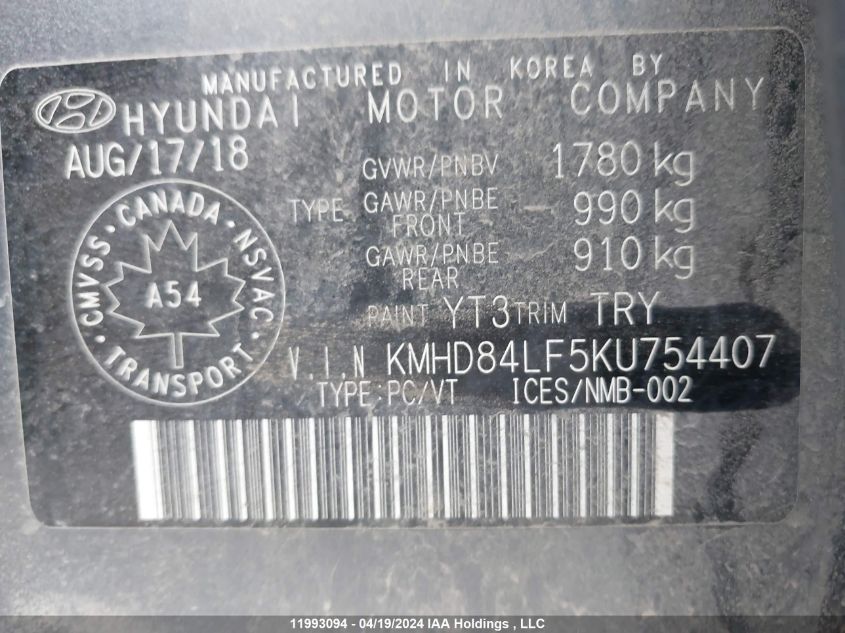 MANUFACTURED IN KOREA BY
HYUNDAI MOTOR COMPANY
AUG/17/18 GVWR/PNBV 1780 kg
TYPE GAWR/PNBE FRONT 990 kg
GAWR/PNBE REAR 910 kg
CMVSS · CANADA · NSVAC · TRANSPORT ·
A54
PAINT YT3 TRIM TRY
V.I.N KMHD84LF5KU754407
TYPE:PC/VT ICES/NMB-002
11993094 - 04/19/2024 IAA Holdings , LLC